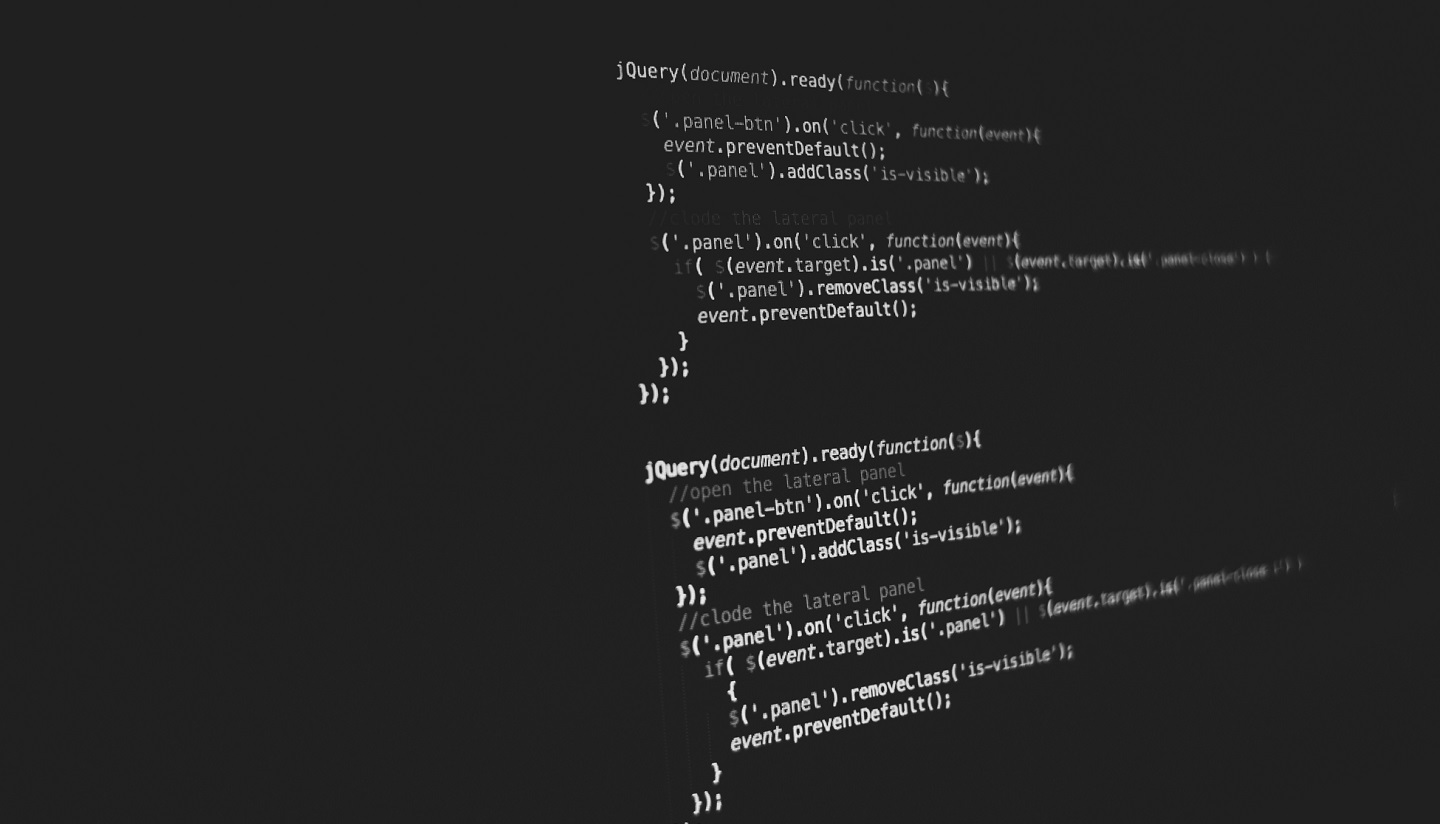 jQuery(document).ready(function( ){
$('.panel-btn').on('click', function(event){
event.preventDefault();
$('.panel').addClass('is-visible');
});
//clode the lateral panel
$('.panel').on('click', function(event){
if( $(event.target).is('.panel') || $(event.target).is('.panel-close') ) {
$('.panel').removeClass('is-visible');
event.preventDefault();
}
});
});
jQuery(document).ready(function($){
//open the lateral panel
$('.panel-btn').on('click', function(event){
event.preventDefault();
$('.panel').addClass('is-visible');
});
//clode the lateral panel
$('.panel').on('click', function(event){
if( $(event.target).is('.panel') || $(event.target).is('.panel-close
{
$('.panel').removeClass('is-visible');
event.preventDefault();
}
});